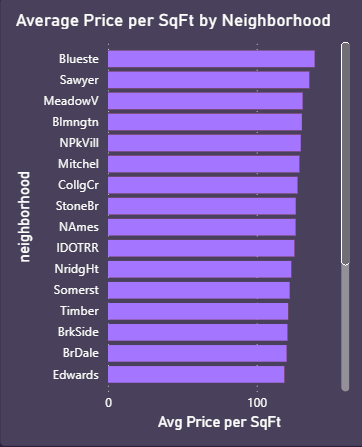 Average Price per SqFt by Neighborhood
neighborhood
Blueste
Sawyer
MeadowV
Blmngtn
NPkVill
Mitchel
CollgCr
StoneBr
NAmes
IDOTRR
NridgHt
Somerst
Timber
BrkSide
BrDale
Edwards
0 100
Avg Price per SqFt